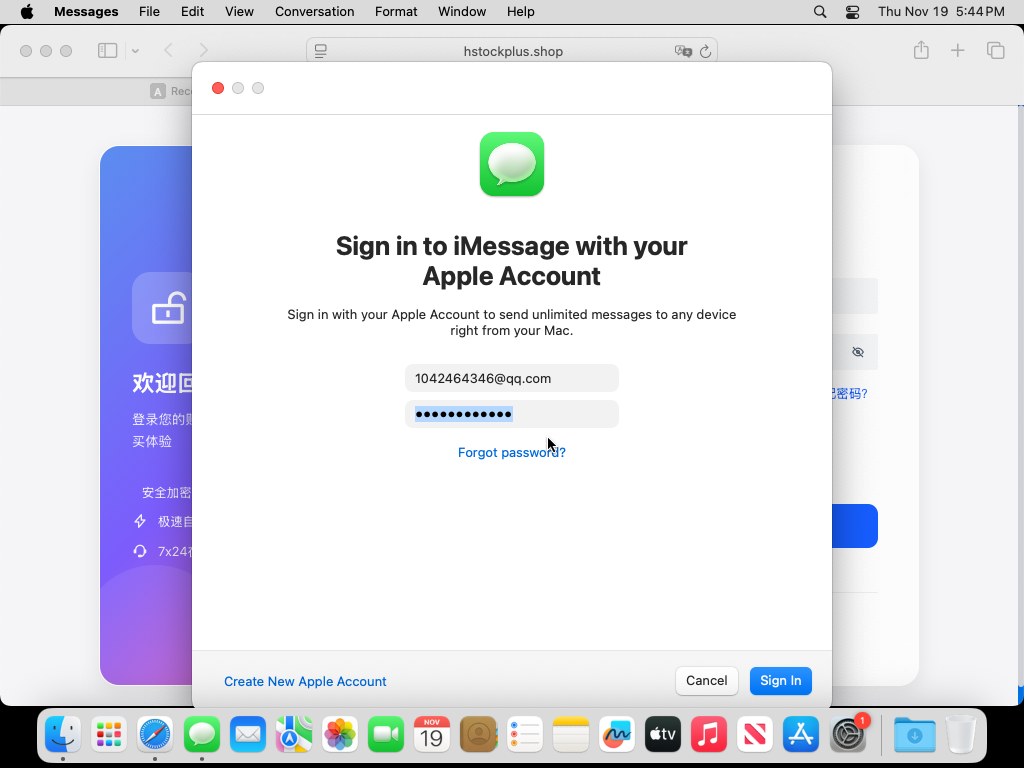 Messages File Edit View Conversation Format Window Help Thu Nov 19 5:44 PM
hstockplus.shop
A Rec
Sign in to iMessage with your
Apple Account
Sign in with your Apple Account to send unlimited messages to any device
right from your Mac.
1042464346@qq.com
Forgot password?
欢迎回
登录您的
买体验
安全加密
极速自
7x24
密码?
Create New Apple Account
Cancel
Sign In
NOV
19
tv
1